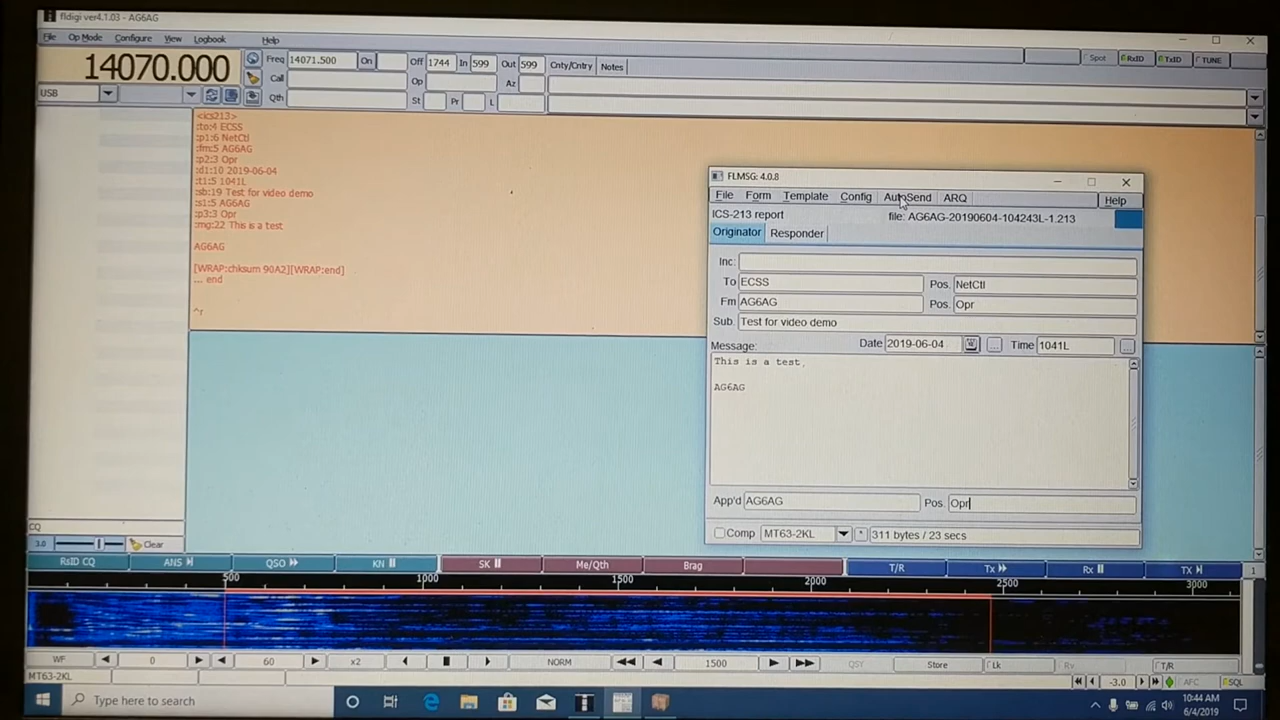 fldigi ver4.1.03 - AG6AG
File Op Mode Configure View Logbook Help
14070.000
Freq 14071.500 On Off 1744 In 599 Out 599 Cnty/Cntry Notes
Spot RxID TxID TUNE
Call Op Az
USB
Qth St Pr L
<ics213>
:to:4 ECSS
:p1:6 NetCtl
:fm:5 AG6AG
:p2:3 Opr
:d1:10 2019-06-04
:t1:5 1041L
:sb:19 Test for video demo
:s1:5 AG6AG
:p3:3 Opr
:mg:22 This is a test
AG6AG
[WRAP:chksum 90A2][WRAP:end]
... end
^r
FLMSG: 4.0.8
File Form Template Config AutoSend ARQ Help
ICS-213 report file: AG6AG-20190604-104243L-1.213
Originator Responder
Inc:
To ECSS Pos. NetCtl
Fm AG6AG Pos. Opr
Sub. Test for video demo
Message: Date 2019-06-04 ... Time 1041L ...
This is a test,
AG6AG
App'd AG6AG Pos. Opr
Comp MT63-2KL * 311 bytes / 23 secs
CQ
3.0 Clear
RsID CQ ANS QSO KN SK Me/Qth Brag T/R Tx Rx TX 1
500 1000 1500 2000 2500 3000
WF 0 60 x2 NORM 1500 QSY Store Lk Rv T/R
MT63-2KL -3.0 AFC SQL
Type here to search
10:44 AM
6/4/2019